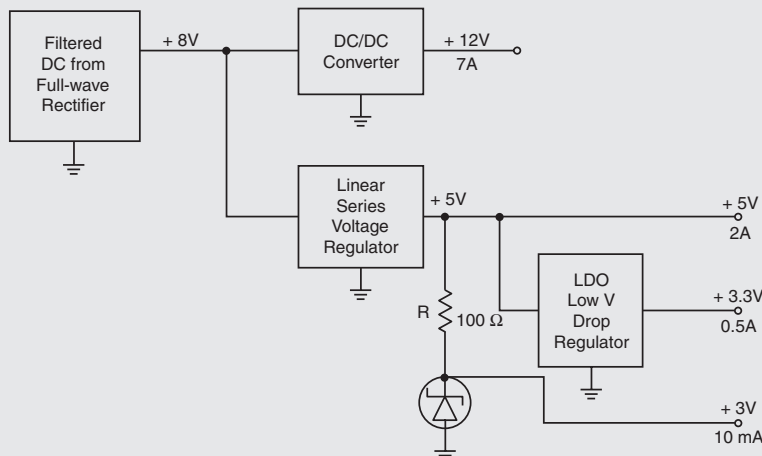 Filtered
DC from
Full-wave
Rectifier
+ 8V
DC/DC
Converter
+ 12V
7A
Linear
Series
Voltage
Regulator
+ 5V
+ 5V
2A
R
100 Ω
LDO
Low V
Drop
Regulator
+ 3.3V
0.5A
+ 3V
10 mA